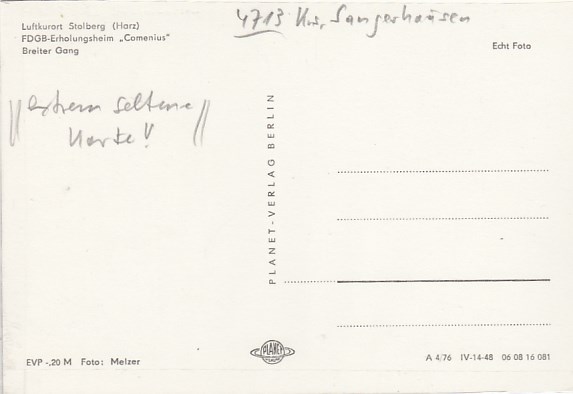 4713 Krs. Sangerhausen
Luftkurort Stolberg (Harz)
FDGB-Erholungsheim „Comenius"
Breiter Gang
Echt Foto
extrem seltene
Karte!
PLANET-VERLAG BERLIN
PLANET
EVP -,20 M Foto: Melzer
A 4/76 IV-14-48 06 08 16 081